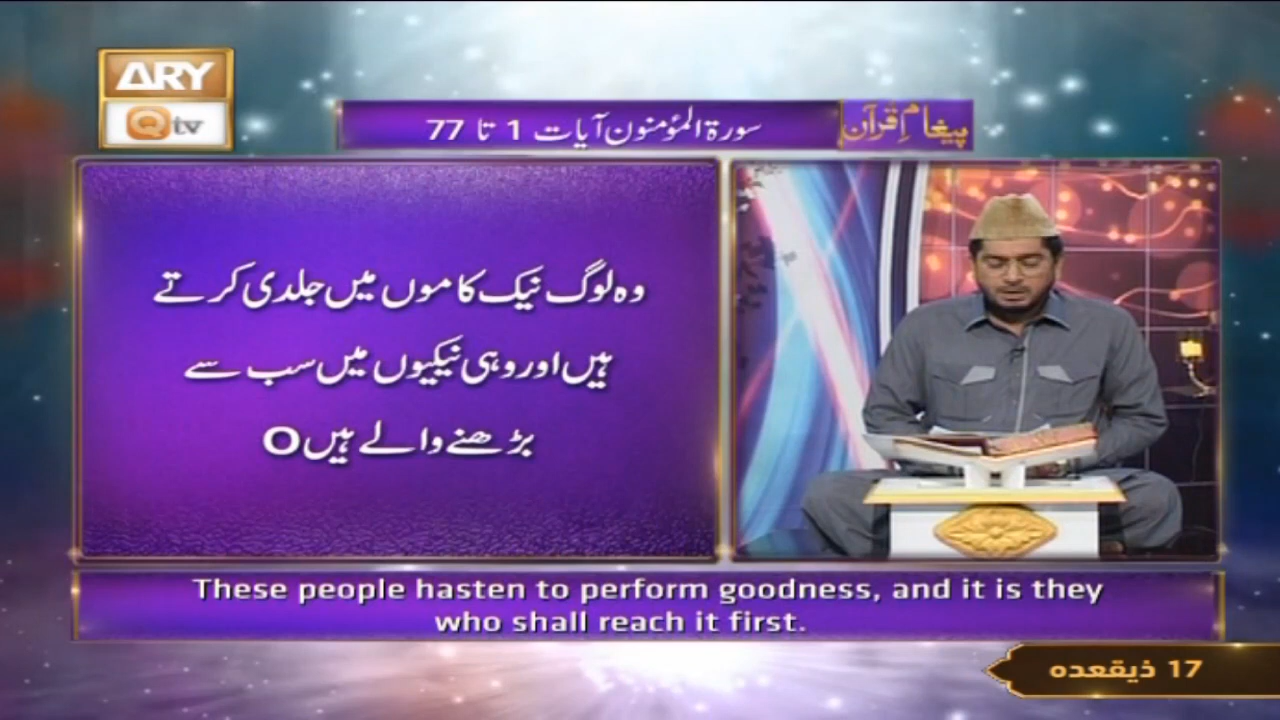 ARY
Qtv
سورۃ المؤمنون آیات 1 تا 77
پیغامِ قرآن
وہ لوگ نیک کاموں میں جلدی کرتے
ہیں اور وہی نیکیوں میں سب سے
بڑھنے والے ہیںO
These people hasten to perform goodness, and it is they
who shall reach it first.
17 ذیقعدہ